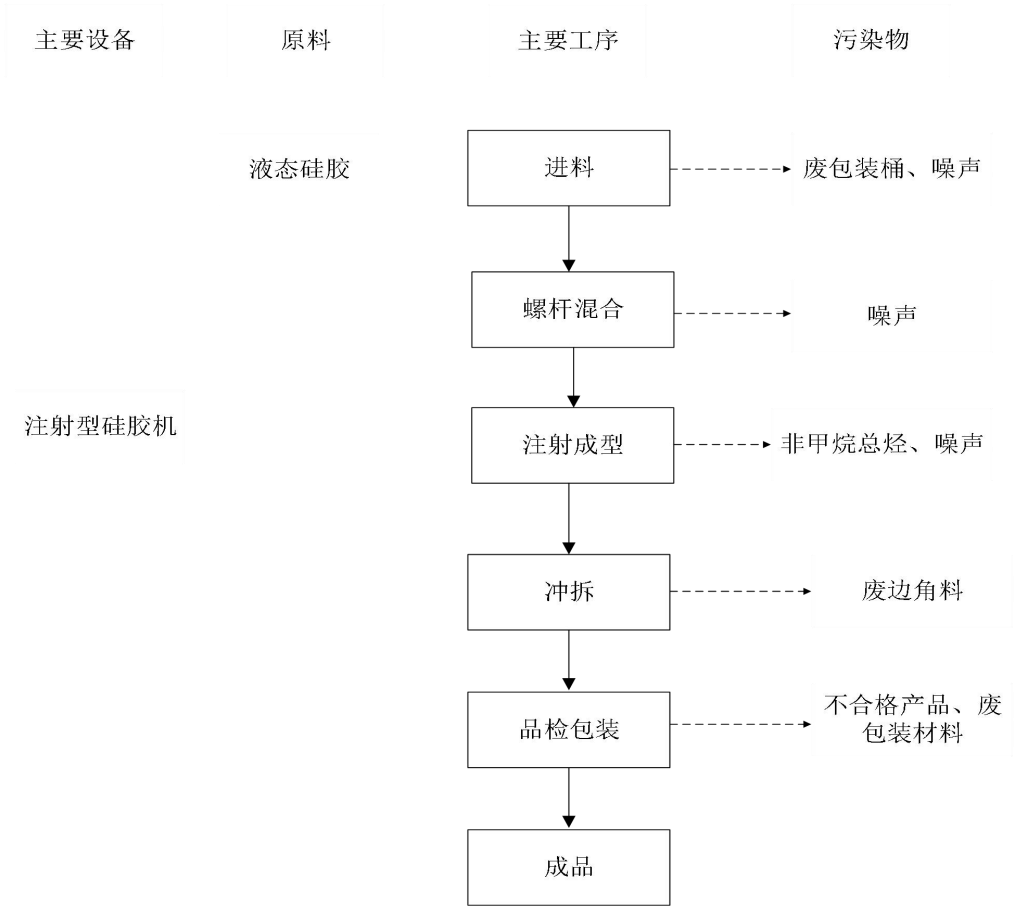 主要设备
原料
主要工序
污染物
液态硅胶
进料
废包装桶、噪声
螺杆混合
噪声
注射型硅胶机
注射成型
非甲烷总烃、噪声
冲拆
废边角料
品检包装
不合格产品、废
包装材料
成品